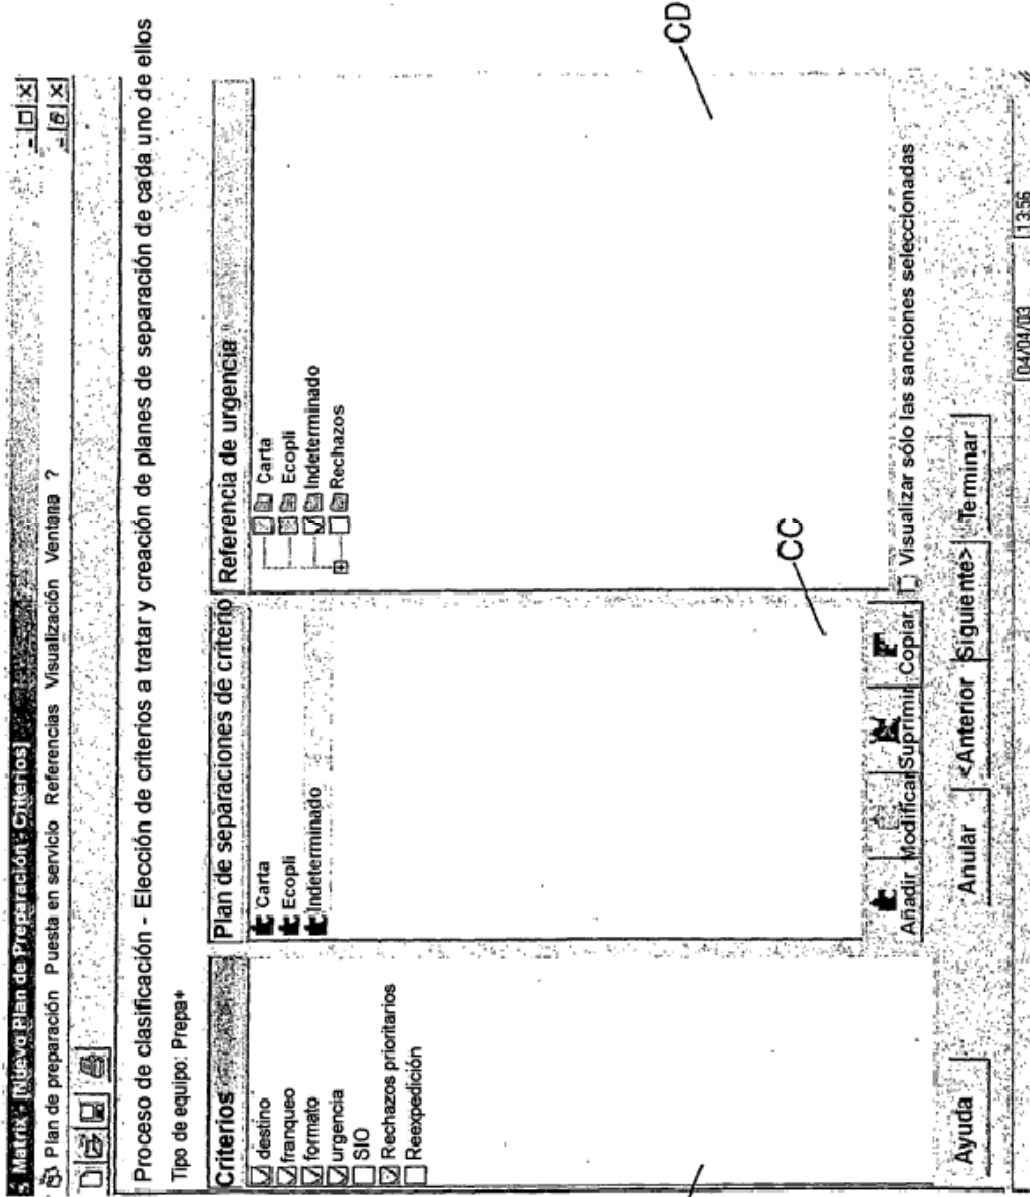 Matrix - [Nuevo Plan de Preparación: Criterios]
Plan de preparación Puesta en servicio Referencias Visualización Ventana ?
Proceso de clasificación - Elección de criterios a tratar y creación de planes de separación de cada uno de ellos
Tipo de equipo: Prepa+
Criterios
destino
franqueo
formato
urgencia
SIO
Rechazos prioritarios
Reexpedición
Plan de separaciones de criterio
Carta
Ecopli
Indeterminado
CC
Añadir Modificar Suprimir Copiar
Referencia de urgencia
Carta
Ecopli
Indeterminado
Rechazos
CD
Visualizar sólo las sanciones seleccionadas
Ayuda Anular <Anterior Siguiente> Terminar
04/04/03 13:56